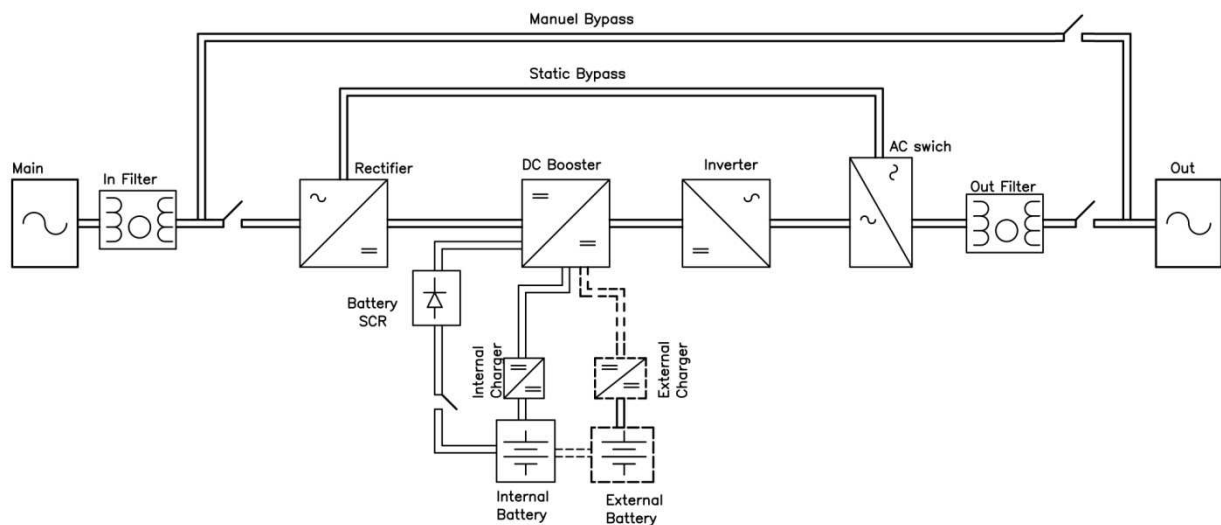 Manuel Bypass
Static Bypass
Main
In Filter
Rectifier
DC Booster
Inverter
AC swich
Out Filter
Out
Battery
SCR
Internal
Charger
External
Charger
Internal
Battery
External
Battery